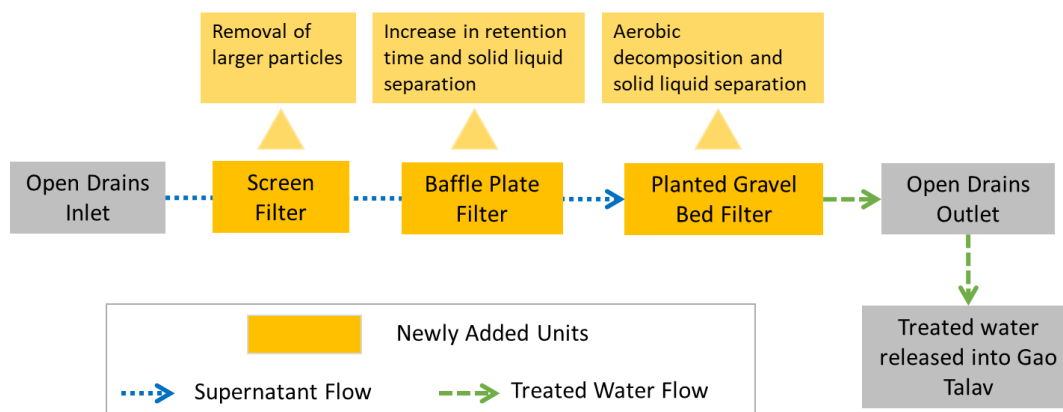 Removal of
larger particles
Increase in retention
time and solid liquid
separation
Aerobic
decomposition and
solid liquid separation
Open Drains
Inlet
Screen
Filter
Baffle Plate
Filter
Planted Gravel
Bed Filter
Open Drains
Outlet
Treated water
released into Gao
Talav
Newly Added Units
Supernatant Flow
Treated Water Flow